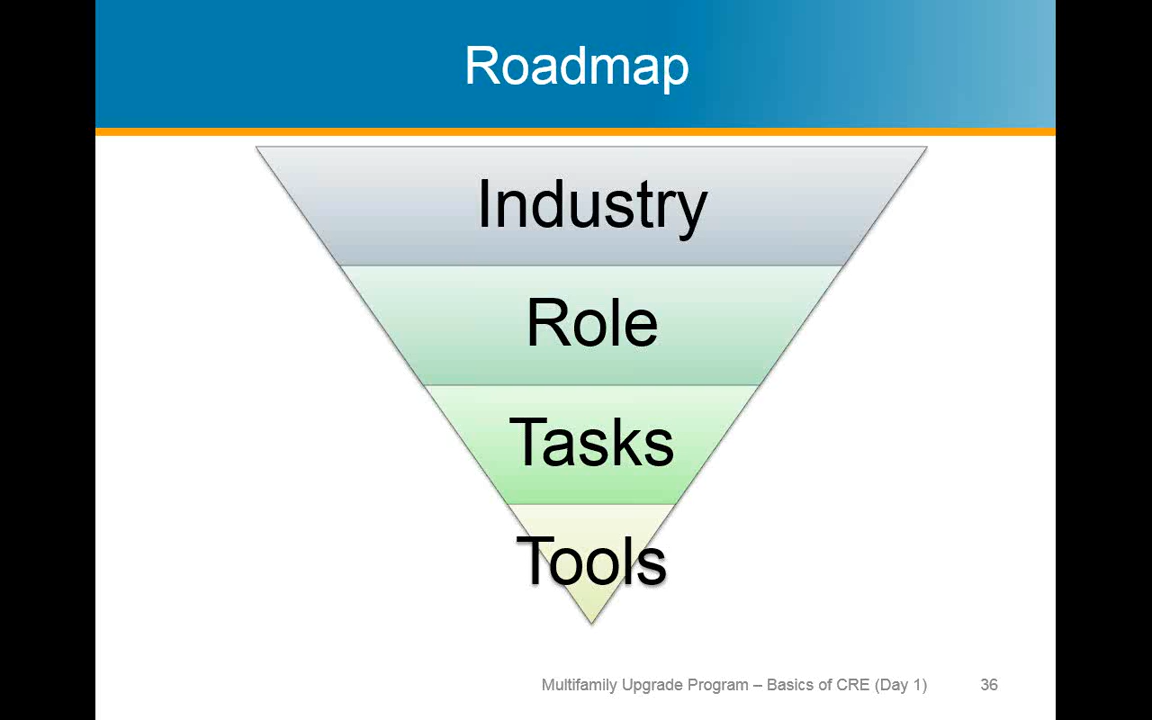 Roadmap
Industry
Role
Tasks
Tools
Multifamily Upgrade Program – Basics of CRE (Day 1) 36